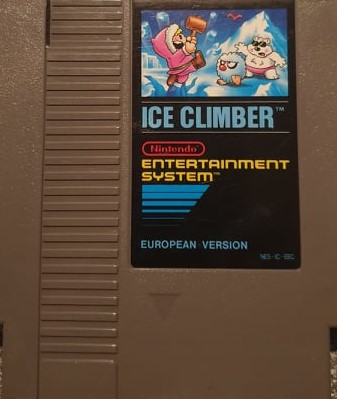 ICE CLIMBER™
Nintendo
ENTERTAINMENT
SYSTEM™
EUROPEAN VERSION
NES-IC-EEC